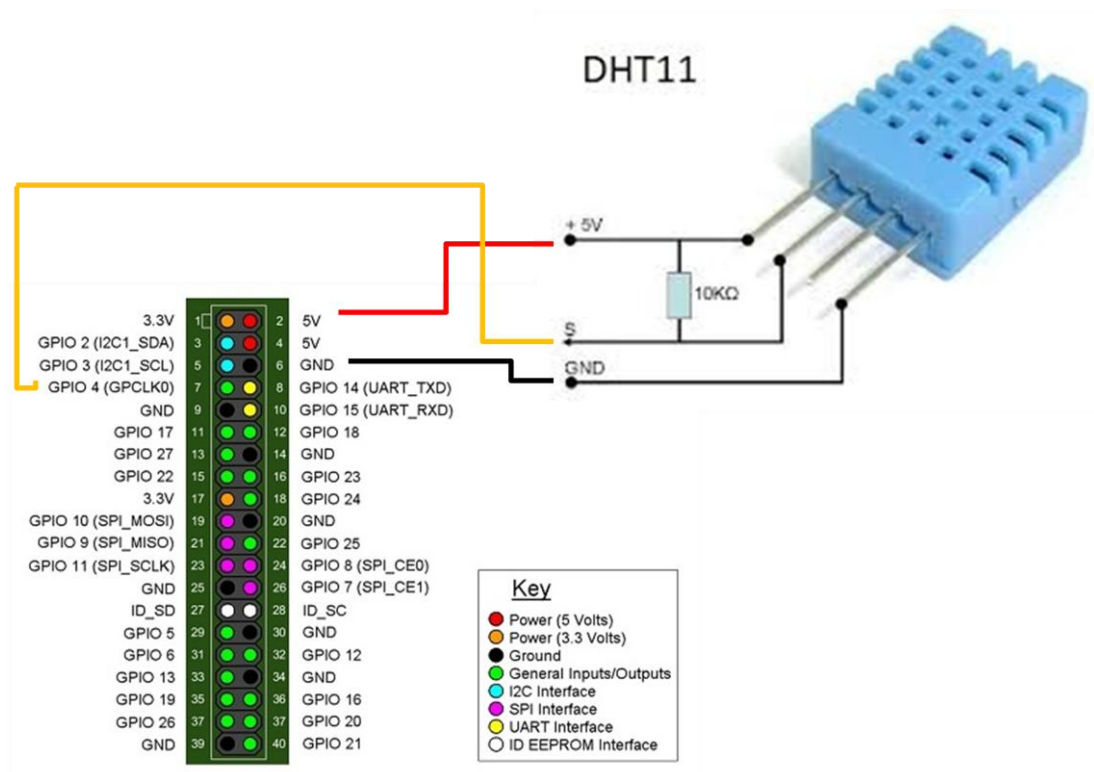 DHT11
+ 5V
10KΩ
S
GND
3.3V 1 2 5V
GPIO 2 (I2C1_SDA) 3 4 5V
GPIO 3 (I2C1_SCL) 5 6 GND
GPIO 4 (GPCLK0) 7 8 GPIO 14 (UART_TXD)
GND 9 10 GPIO 15 (UART_RXD)
GPIO 17 11 12 GPIO 18
GPIO 27 13 14 GND
GPIO 22 15 16 GPIO 23
3.3V 17 18 GPIO 24
GPIO 10 (SPI_MOSI) 19 20 GND
GPIO 9 (SPI_MISO) 21 22 GPIO 25
GPIO 11 (SPI_SCLK) 23 24 GPIO 8 (SPI_CE0)
GND 25 26 GPIO 7 (SPI_CE1)
ID_SD 27 28 ID_SC
GPIO 5 29 30 GND
GPIO 6 31 32 GPIO 12
GPIO 13 33 34 GND
GPIO 19 35 36 GPIO 16
GPIO 26 37 37 GPIO 20
GND 39 40 GPIO 21
Key
Power (5 Volts)
Power (3.3 Volts)
Ground
General Inputs/Outputs
I2C Interface
SPI Interface
UART Interface
ID EEPROM Interface